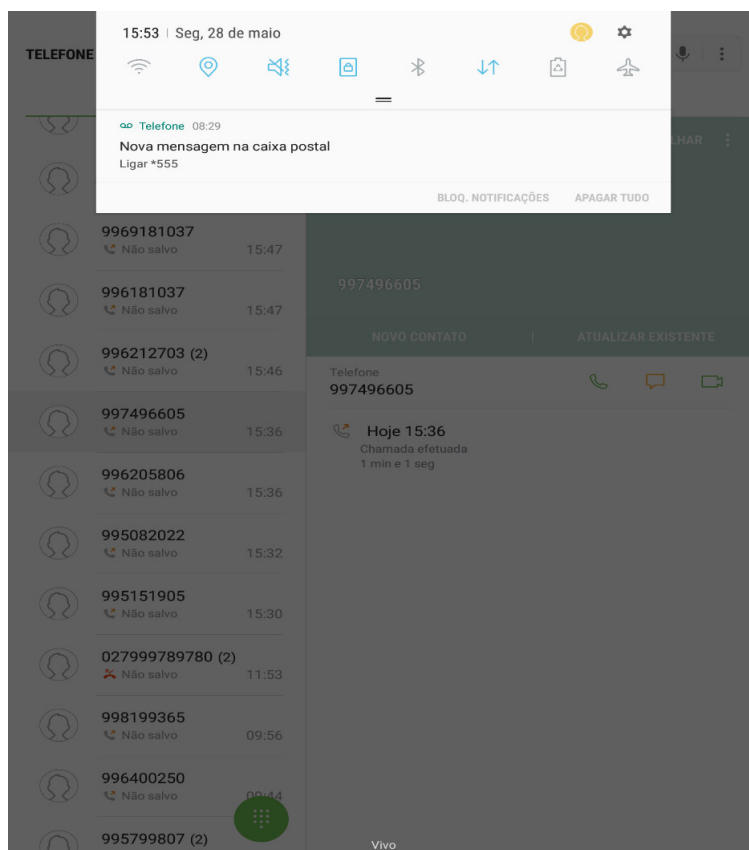 15:53 | Seg, 28 de maio
TELEFONE
Telefone 08:29
Nova mensagem na caixa postal
Ligar *555
LHAR
BLOQ. NOTIFICAÇÕES APAGAR TUDO
9969181037
Não salvo 15:47
996181037
Não salvo 15:47
996212703 (2)
Não salvo 15:46
997496605
Não salvo 15:36
996205806
Não salvo 15:36
995082022
Não salvo 15:32
995151905
Não salvo 15:30
027999789780 (2)
Não salvo 11:53
998199365
Não salvo 09:56
996400250
Não salvo 09:44
995799807 (2)
997496605
NOVO CONTATO | ATUALIZAR EXISTENTE
Telefone
997496605
Hoje 15:36
Chamada efetuada
1 min e 1 seg
Vivo